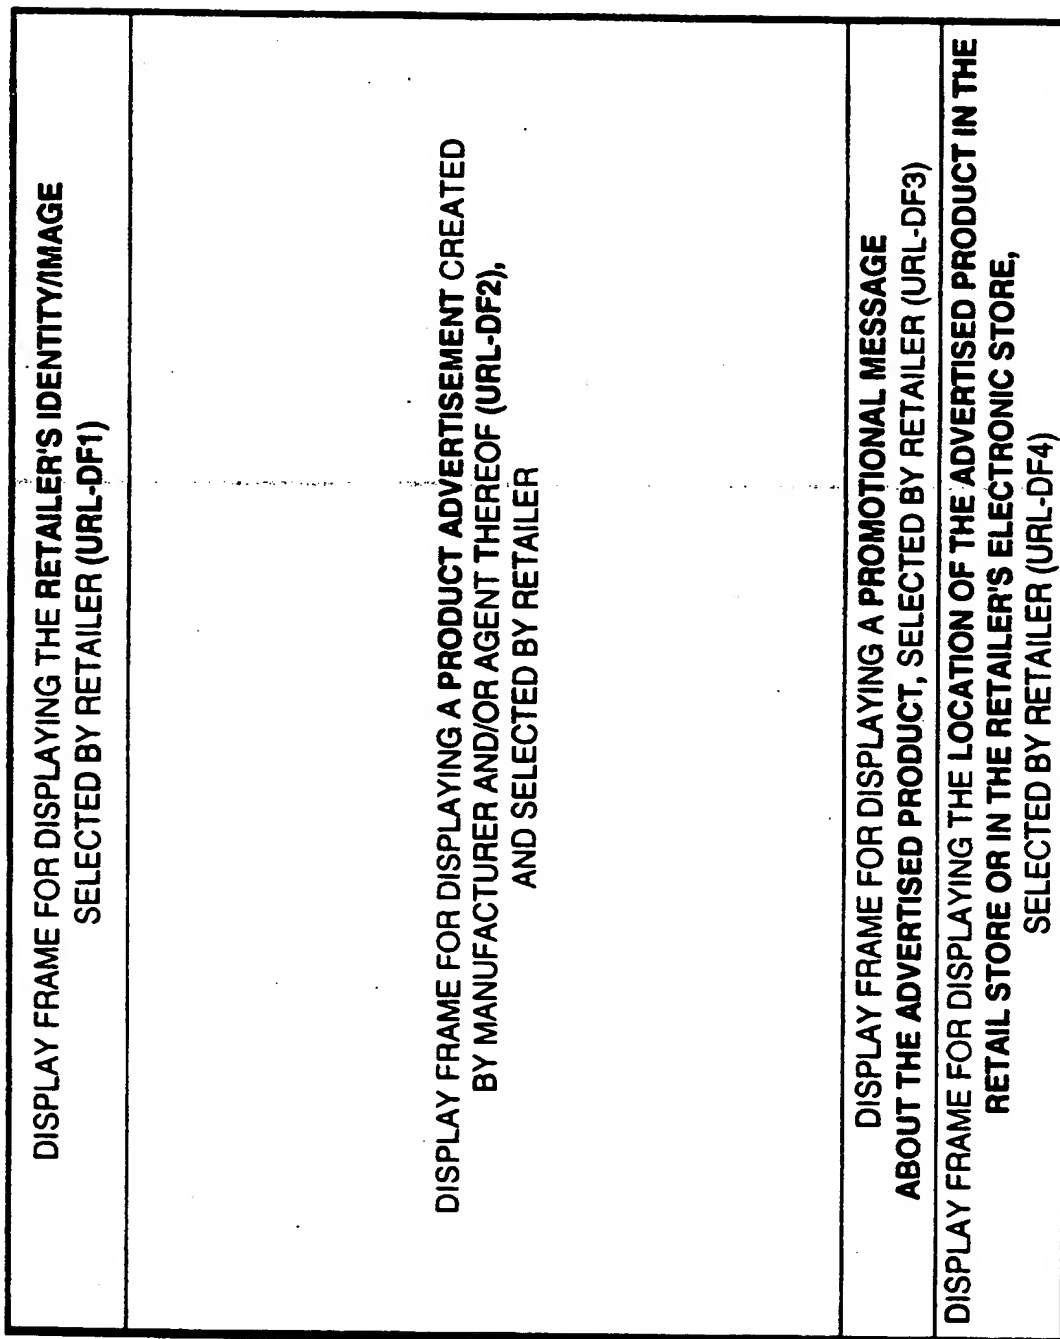 DISPLAY FRAME FOR DISPLAYING THE RETAILER'S IDENTITY/IMAGE
SELECTED BY RETAILER (URL-DF1)
DISPLAY FRAME FOR DISPLAYING A PRODUCT ADVERTISEMENT CREATED
BY MANUFACTURER AND/OR AGENT THEREOF (URL-DF2),
AND SELECTED BY RETAILER
DISPLAY FRAME FOR DISPLAYING A PROMOTIONAL MESSAGE
ABOUT THE ADVERTISED PRODUCT, SELECTED BY RETAILER (URL-DF3)
DISPLAY FRAME FOR DISPLAYING THE LOCATION OF THE ADVERTISED PRODUCT IN THE
RETAIL STORE OR IN THE RETAILER'S ELECTRONIC STORE,
SELECTED BY RETAILER (URL-DF4)